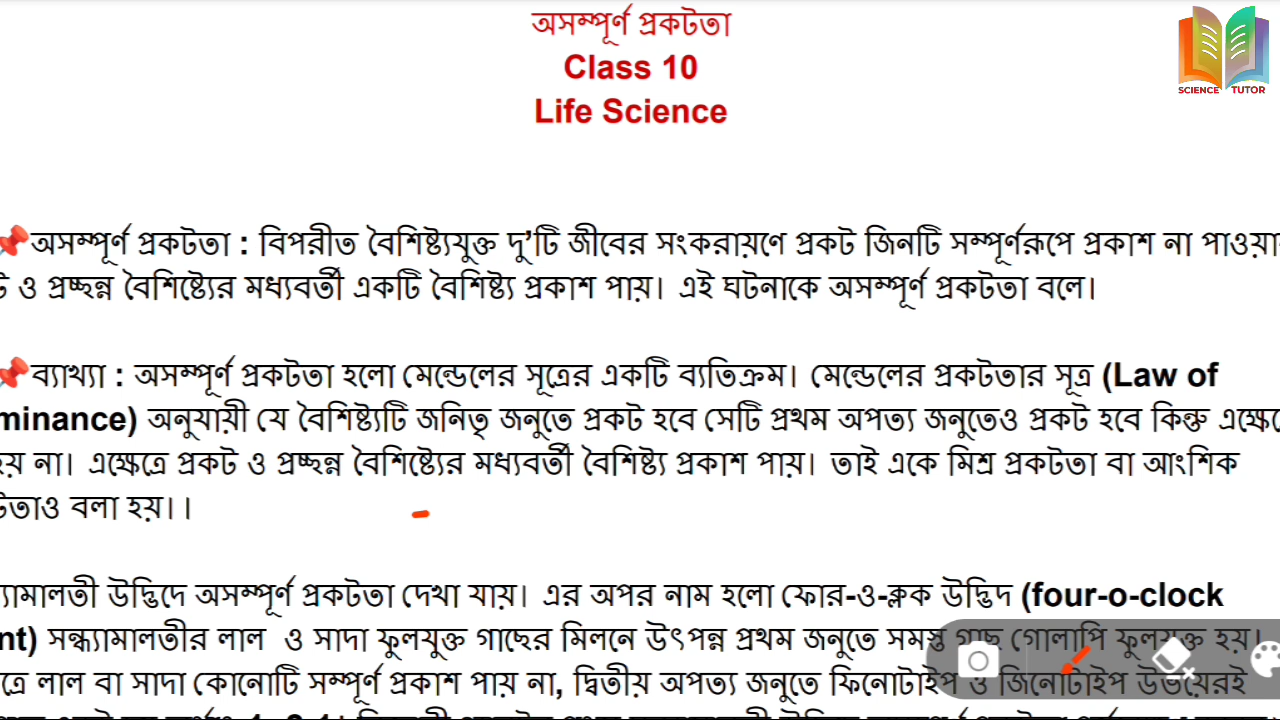 অসম্পূর্ণ প্রকটতা
Class 10
Life Science
SCIENCE TUTOR
অসম্পূর্ণ প্রকটতা : বিপরীত বৈশিষ্ট্যযুক্ত দু'টি জীবের সংকরায়ণে প্রকট জিনটি সম্পূর্ণরূপে প্রকাশ না
ও প্রচ্ছন্ন বৈশিষ্ট্যের মধ্যবর্তী একটি বৈশিষ্ট্য প্রকাশ পায়। এই ঘটনাকে অসম্পূর্ণ প্রকটতা বলে।
ব্যাখ্যা : অসম্পূর্ণ প্রকটতা হলো মেন্ডেলের সূত্রের একটি ব্যতিক্রম। মেন্ডেলের প্রকটতার সূত্র (Law of
minance) অনুযায়ী যে বৈশিষ্ট্যটি জনিতৃ জনুতে প্রকট হবে সেটি প্রথম অপত্য জনুতেও প্রকট হবে কিন্তু
হয় না। এক্ষেত্রে প্রকট ও প্রচ্ছন্ন বৈশিষ্ট্যের মধ্যবর্তী বৈশিষ্ট্য প্রকাশ পায়। তাই একে মিশ্র প্রকটতা বা আংশিক
টতাও বলা হয়।।
্যামালতী উদ্ভিদে অসম্পূর্ণ প্রকটতা দেখা যায়। এর অপর নাম হলো ফোর-ও-ক্লক উদ্ভিদ (four-o-clock
nt) সন্ধ্যামালতীর লাল ও সাদা ফুলযুক্ত গাছের মিলনে উৎপন্ন প্রথম জনুতে সমস্ত গাছ গোলাপি ফুলযুক্ত হয়।
ত্রে লাল বা সাদা কোনোটি সম্পূর্ণ প্রকাশ পায় না, দ্বিতীয় অপত্য জনুতে ফিনোটাইপ ও জিনোটাইপ উভয়েরই